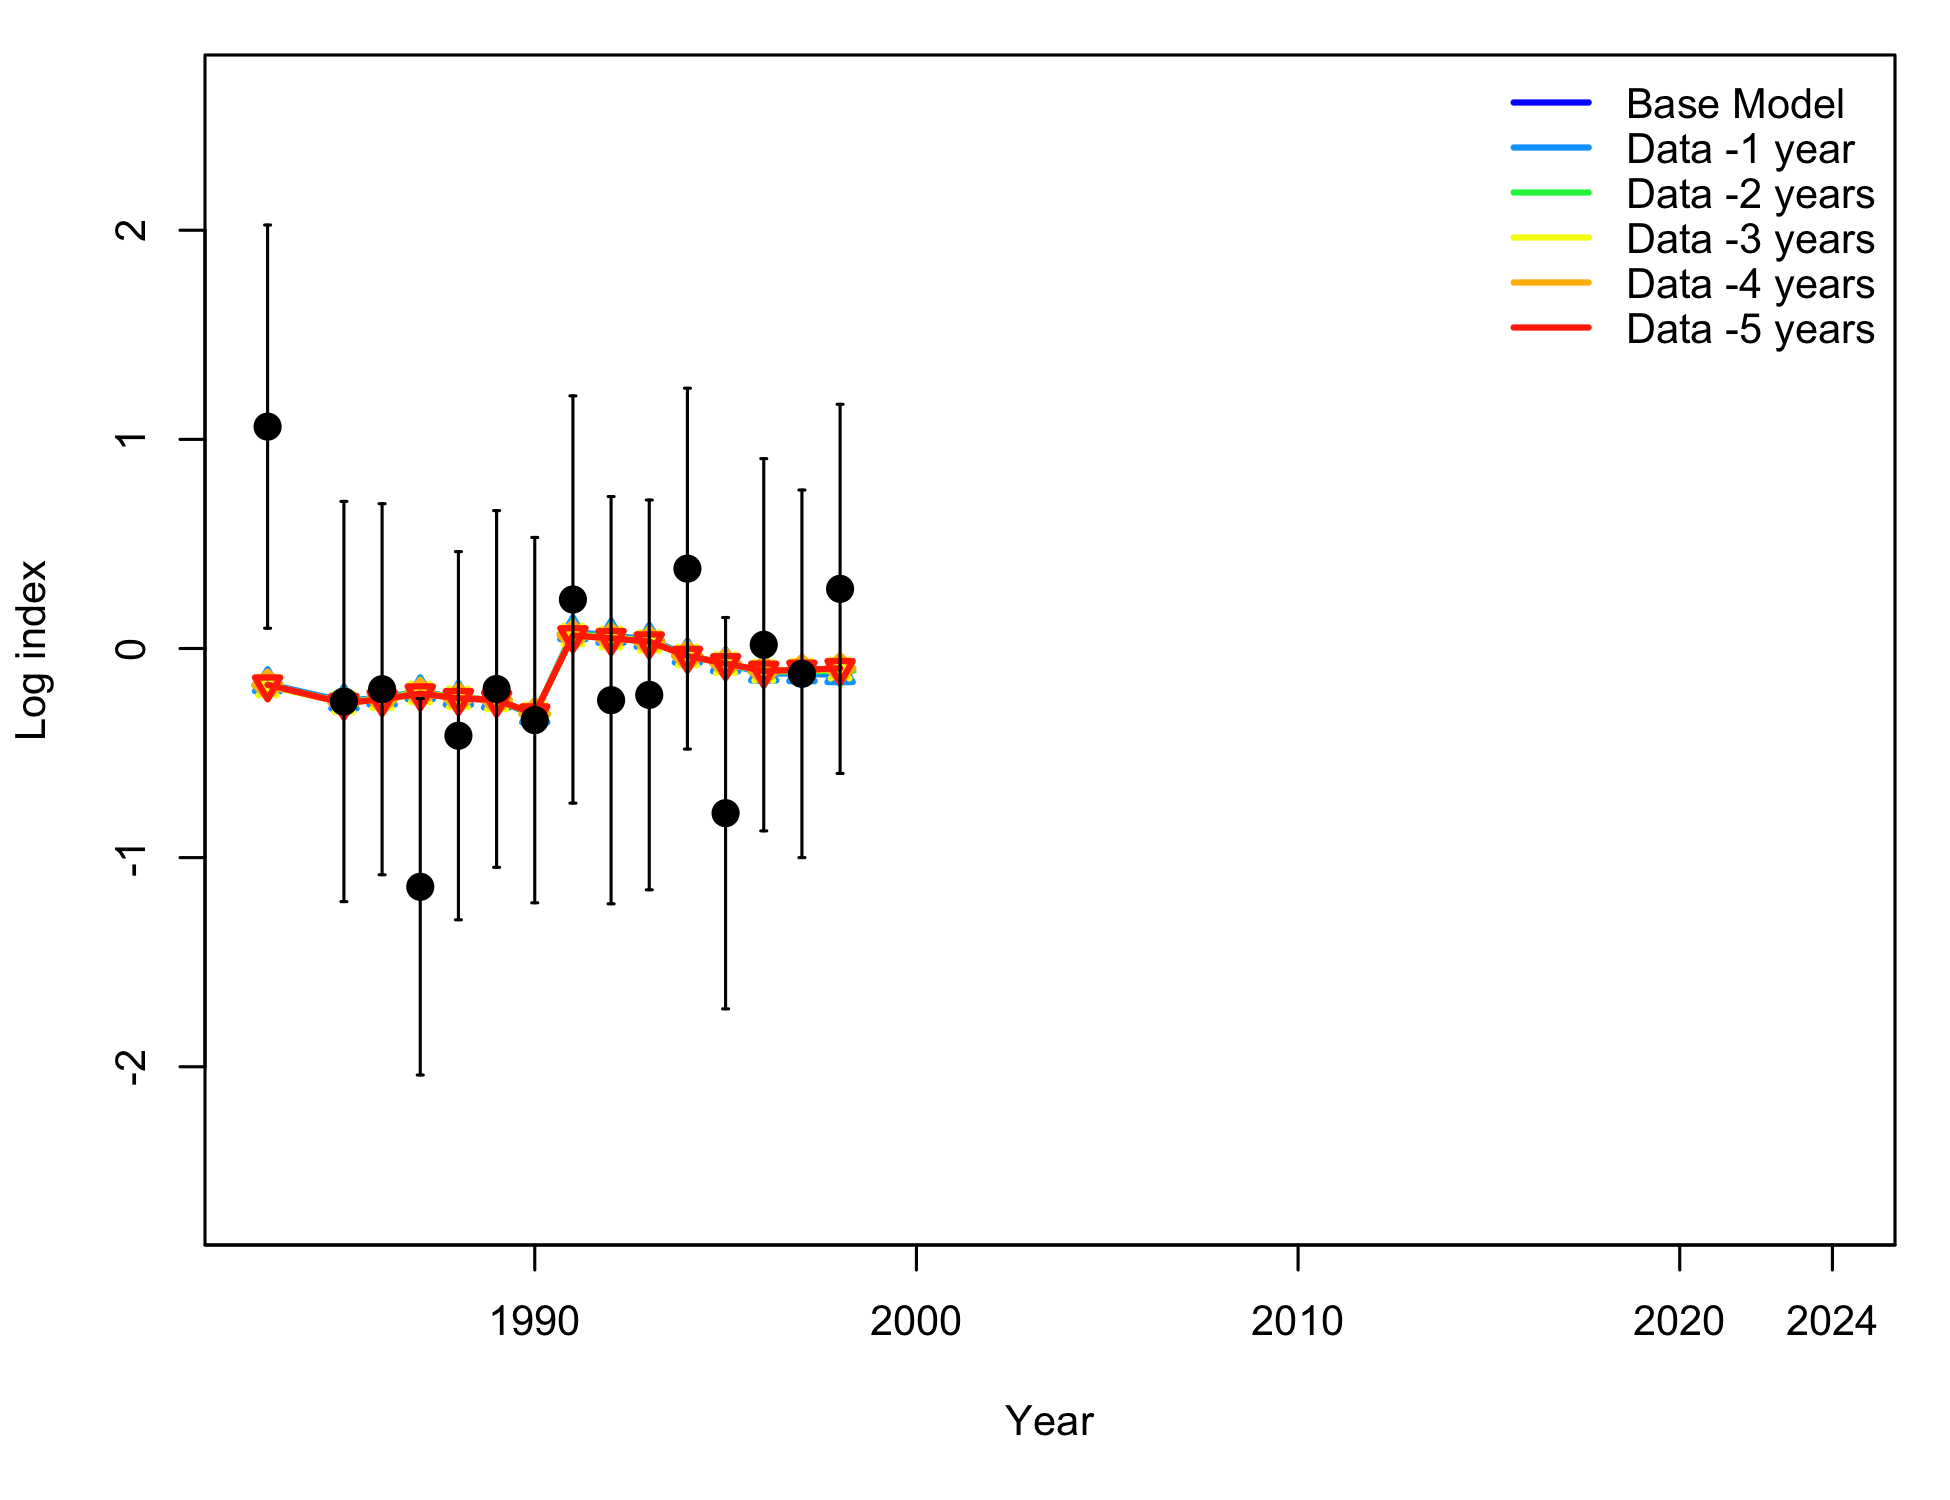 Base Model
Data -1 year
Data -2 years
Data -3 years
Data -4 years
Data -5 years
2
1
0
-1
-2
Log index
1990 2000 2010 2020 2024
Year